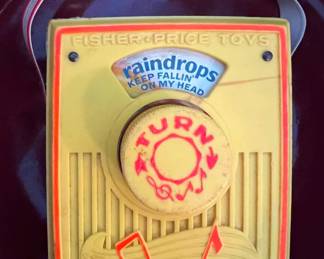 FISHER·PRICE TOYS
raindrops
KEEP FALLIN'
ON MY HEAD
TURN